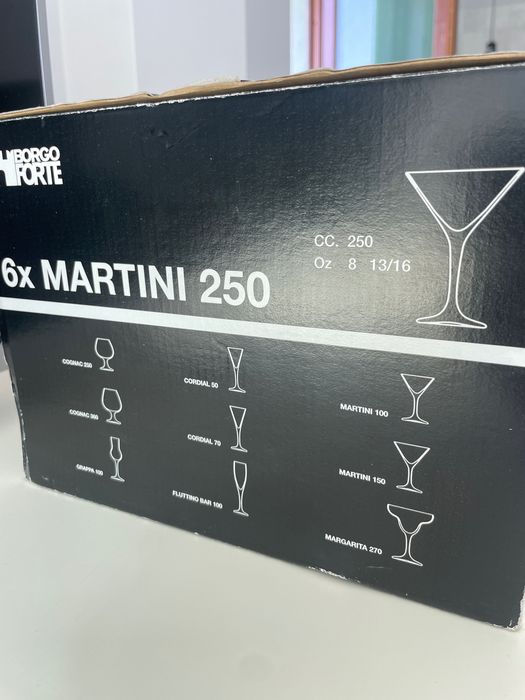 BORGO
FORTE
CC. 250
Oz 8 13/16
6x MARTINI 250
COGNAC 250
CORDIAL 50
MARTINI 100
COGNAC 360
CORDIAL 70
MARTINI 150
GRAPPA 100
FLUTTINO BAR 100
MARGARITA 270